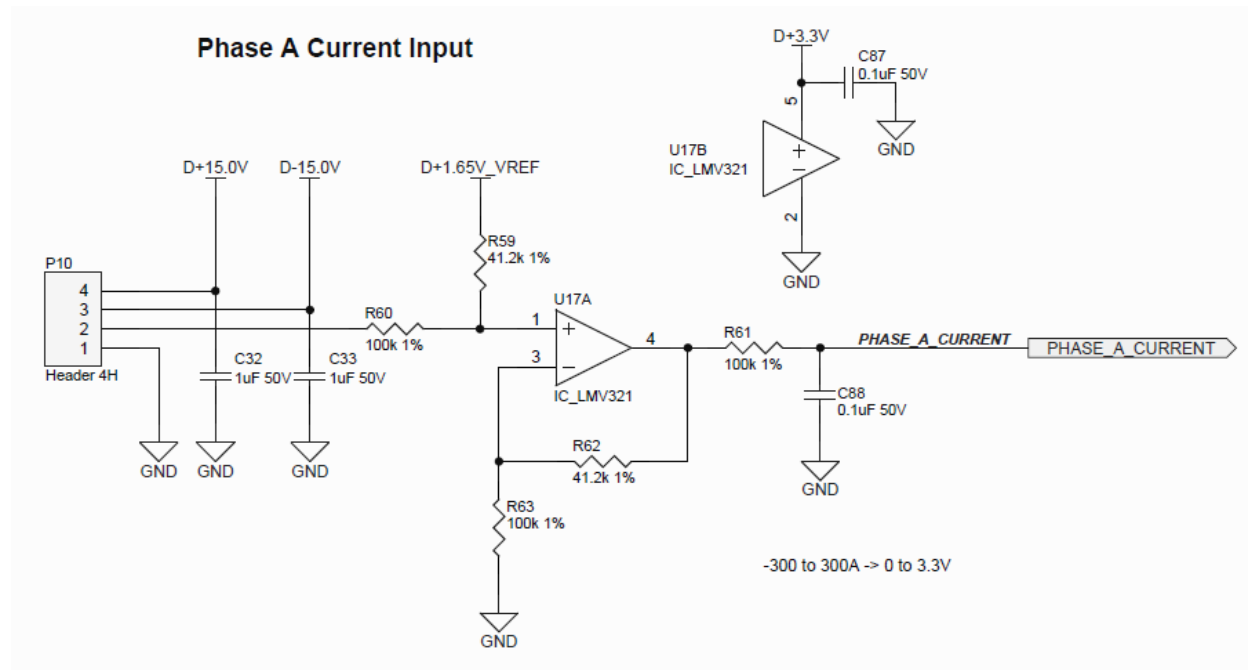 Phase A Current Input
D+3.3V
C87
0.1uF 50V
5
GND
U17B
IC_LMV321
2
GND
D+15.0V
D-15.0V
D+1.65V_VREF
R59
41.2k 1%
P10
4
3
2
1
Header 4H
R60
100k 1%
U17A
1
3
4
IC_LMV321
R61
100k 1%
PHASE_A_CURRENT
PHASE_A_CURRENT
C32
1uF 50V
C33
1uF 50V
C88
0.1uF 50V
GND
GND
GND
R62
41.2k 1%
GND
R63
100k 1%
-300 to 300A -> 0 to 3.3V
GND